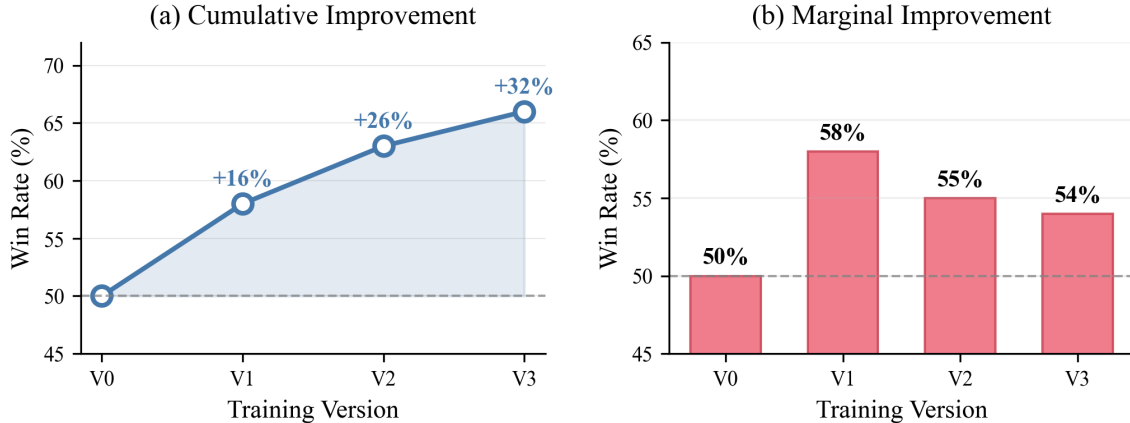 (a) Cumulative Improvement
Win Rate (%)
70
65
60
55
50
45
+16%
+26%
+32%
V0 V1 V2 V3
Training Version
(b) Marginal Improvement
Win Rate (%)
65
60
55
50
45
50%
58%
55%
54%
V0 V1 V2 V3
Training Version